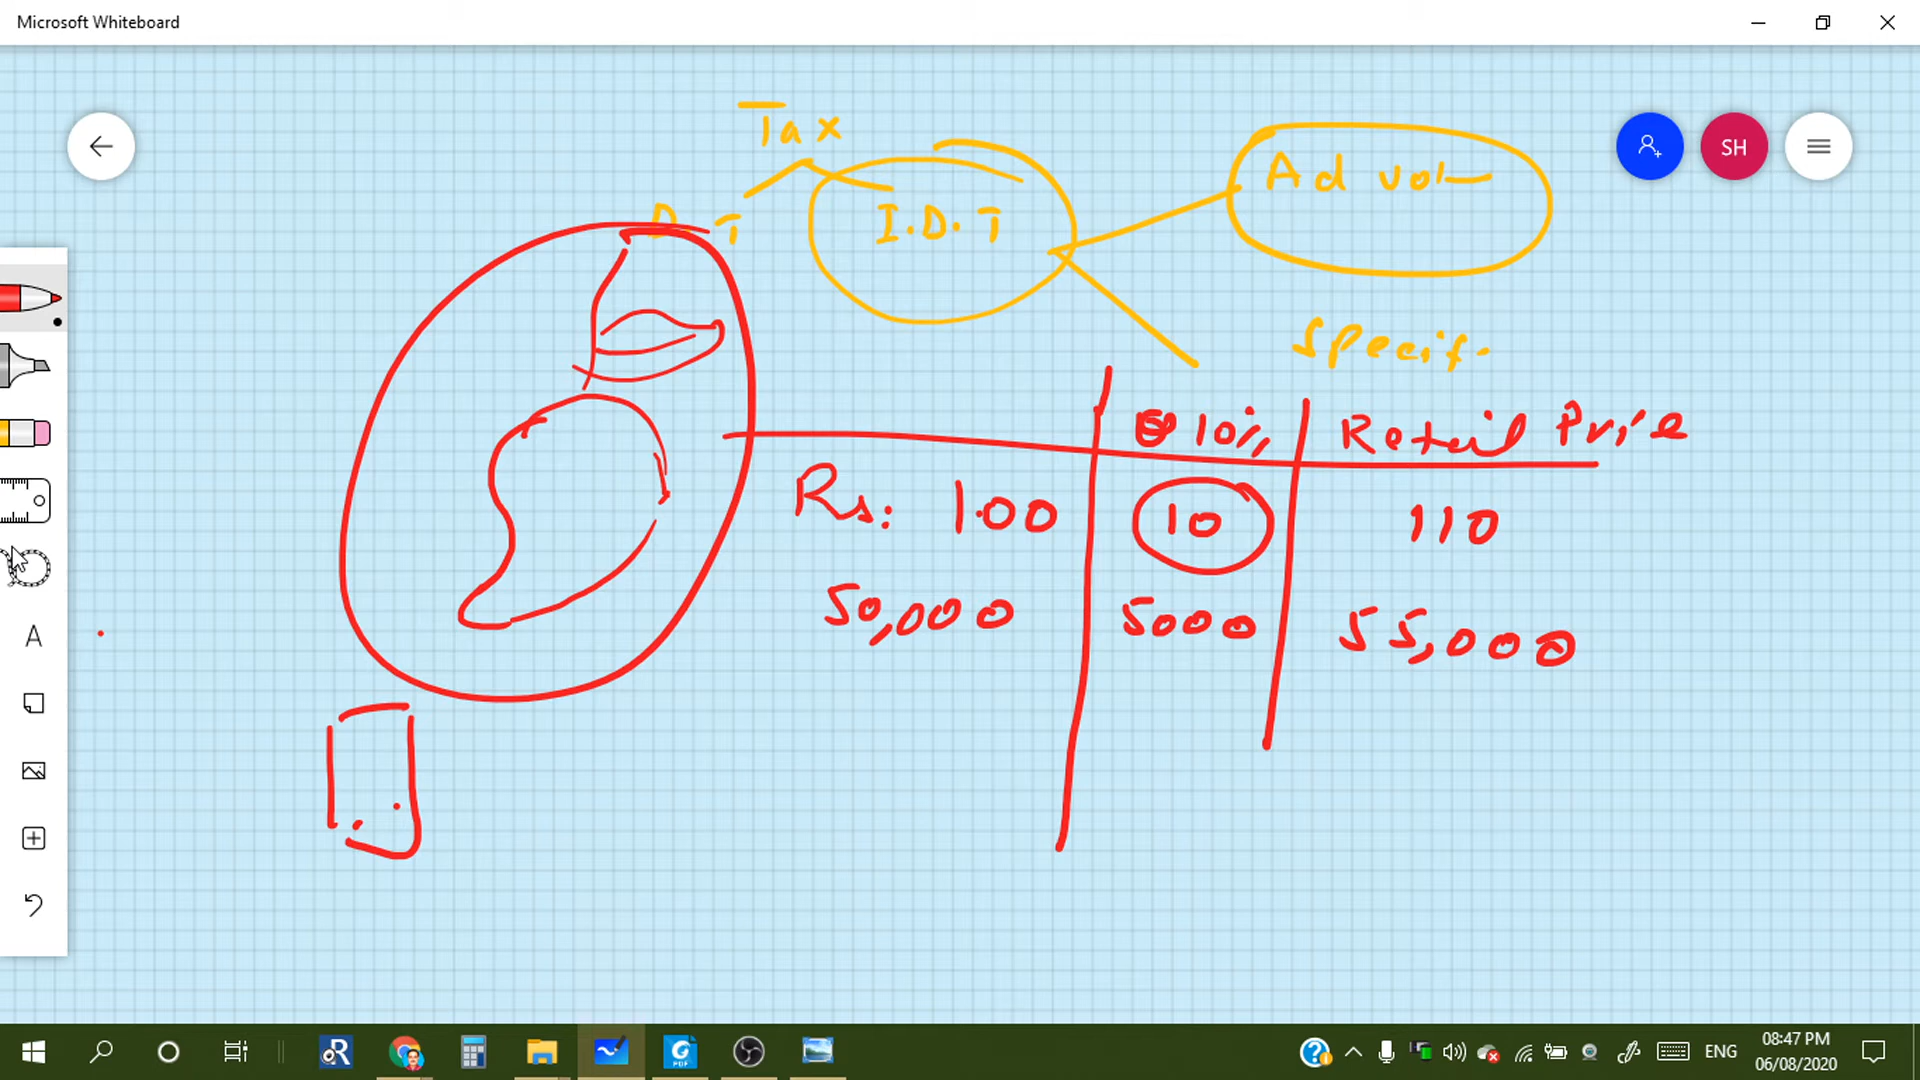 Microsoft Whiteboard
Tax
D T
I.D.T
Ad vol
SH
Specif
10% Retail Price
Rs: 100 10 110
50,000 5000 55,000
A
R
PDF
ENG
08:47 PM
06/08/2020